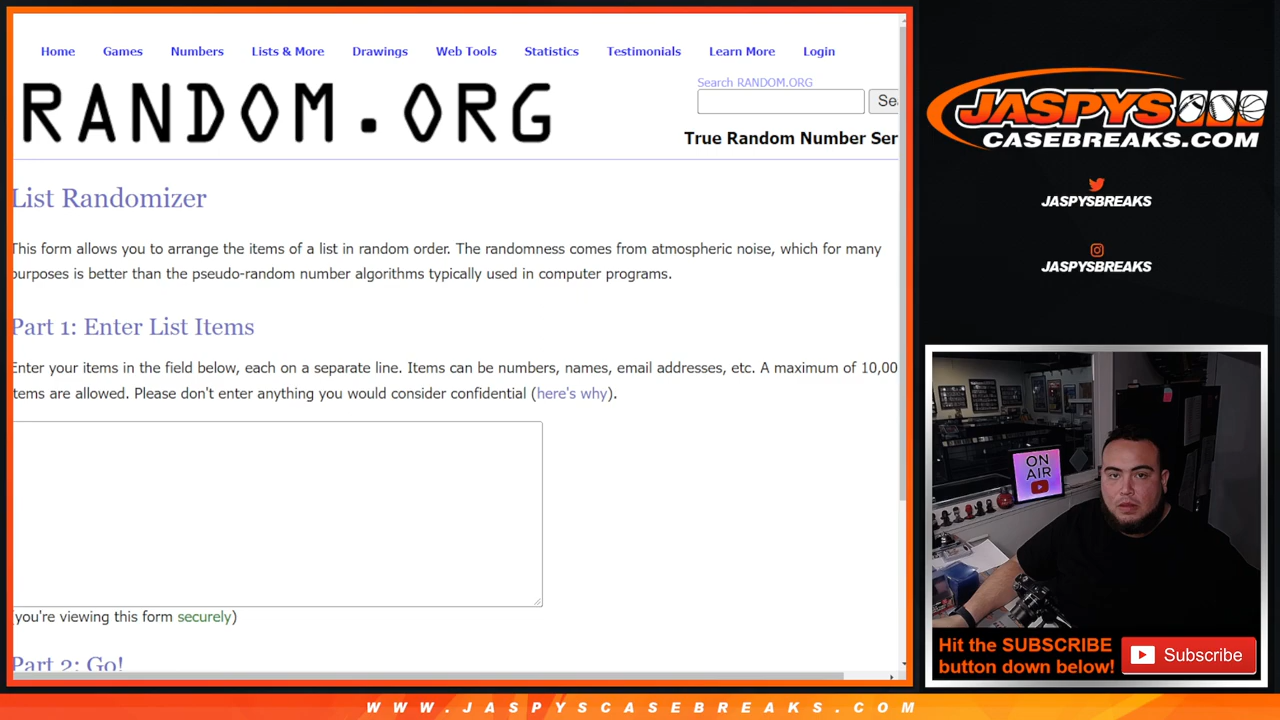 Home Games Numbers Lists & More Drawings Web Tools Statistics Testimonials Learn More Login
RANDOM.ORG
Search RANDOM.ORG
Sea
True Random Number Ser
List Randomizer
This form allows you to arrange the items of a list in random order. The randomness comes from atmospheric noise, which for many
purposes is better than the pseudo-random number algorithms typically used in computer programs.
Part 1: Enter List Items
Enter your items in the field below, each on a separate line. Items can be numbers, names, email addresses, etc. A maximum of 10,00
items are allowed. Please don't enter anything you would consider confidential (here's why).
(you're viewing this form securely)
Part 2: Go!
JASPYS
CASEBREAKS.COM
JASPYSBREAKS
JASPYSBREAKS
ON
AIR
Hit the SUBSCRIBE
button down below!
Subscribe
WWW.JASPYSCASEBREAKS.COM